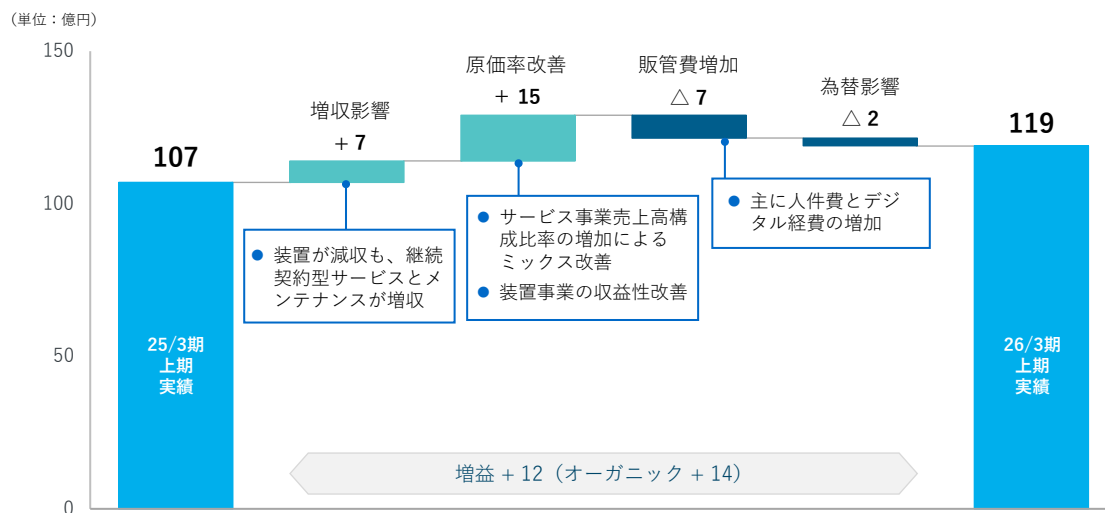 （単位：億円）
150
100
50
0
107
25/3期
上期
実績
増収影響
+ 7
装置が減収も、継続
契約型サービスとメ
ンテナンスが増収
原価率改善
+ 15
サービス事業売上高構
成比率の増加による
ミックス改善
装置事業の収益性改善
販管費増加
△ 7
主に人件費とデジ
タル経費の増加
為替影響
△ 2
119
26/3期
上期
実績
増益 + 12（オーガニック + 14）